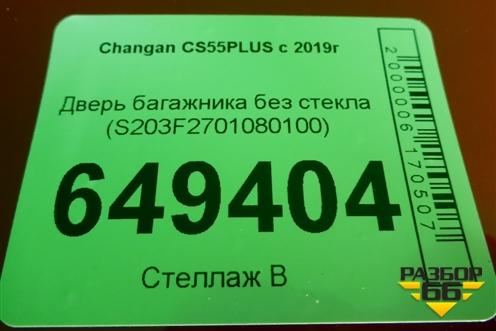 Changan CS55PLUS с 2019г
Дверь багажника без стекла
(S203F2701080100)
649404
Стеллаж В
2000006170507
РАЗБОР
66